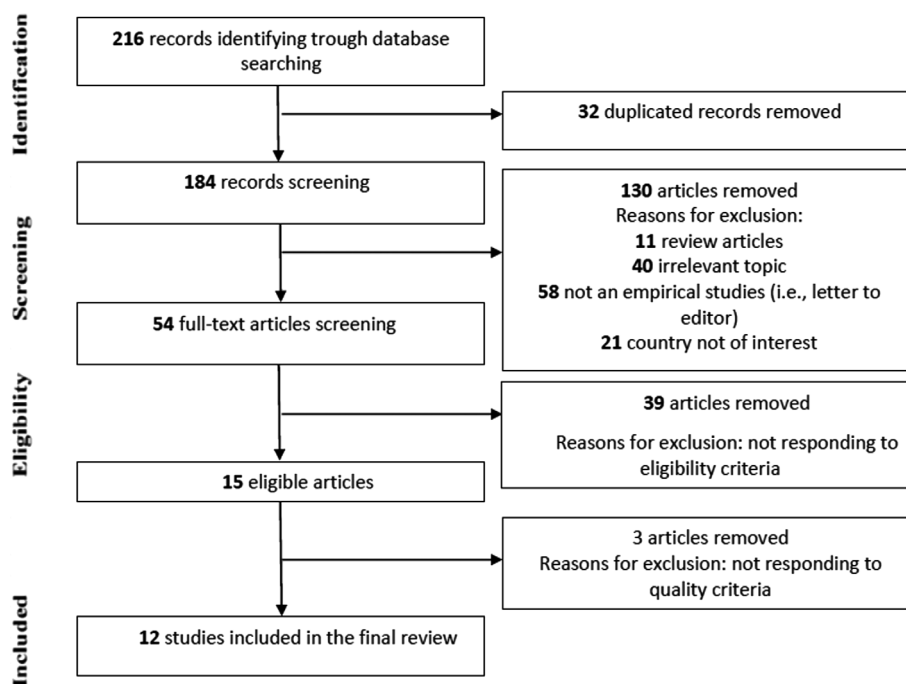 Identification
216 records identifying trough database
searching
32 duplicated records removed
184 records screening
Screening
130 articles removed
Reasons for exclusion:
11 review articles
40 irrelevant topic
58 not an empirical studies (i.e., letter to
editor)
21 country not of interest
54 full-text articles screening
Eligibility
39 articles removed
Reasons for exclusion: not responding to
eligibility criteria
15 eligible articles
3 articles removed
Reasons for exclusion: not responding to
quality criteria
Included
12 studies included in the final review